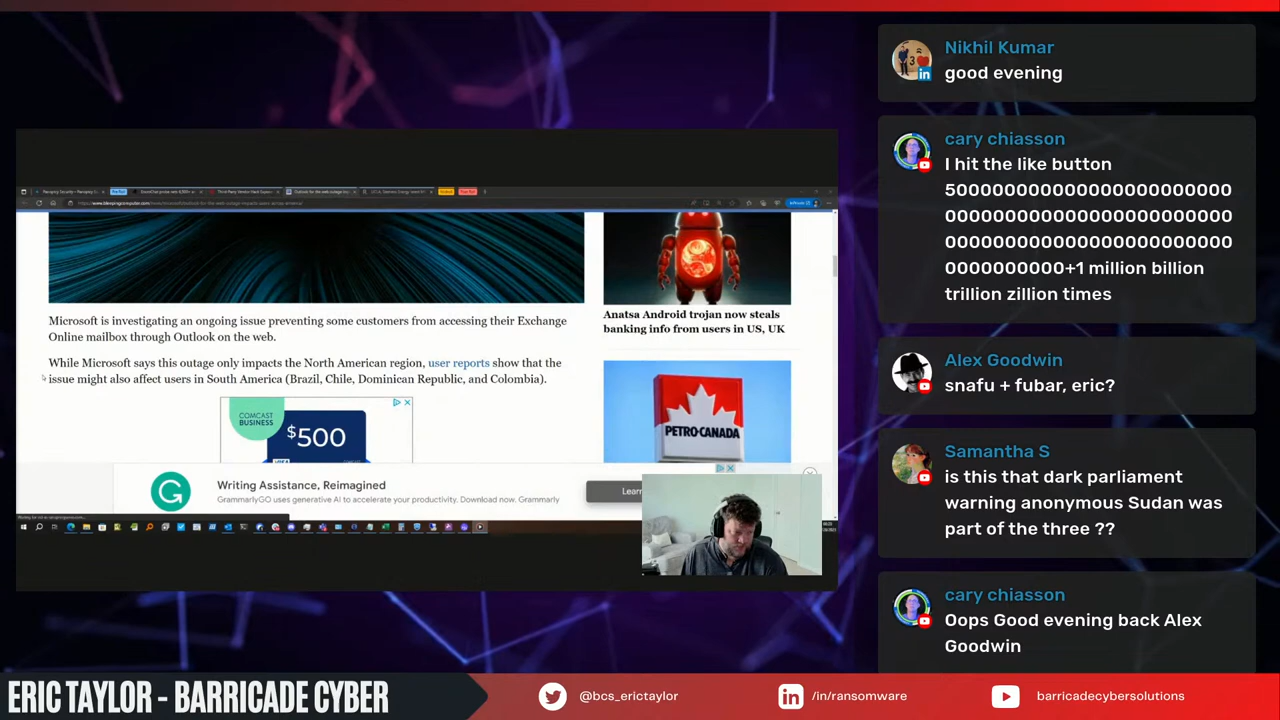 Microsoft is investigating an ongoing issue preventing some customers from accessing their Exchange
Online mailbox through Outlook on the web.
While Microsoft says this outage only impacts the North American region, user reports show that the
issue might also affect users in South America (Brazil, Chile, Dominican Republic, and Colombia).
COMCAST
BUSINESS
$500
Anatsa Android trojan now steals
banking info from users in US, UK
PETRO-CANADA
Writing Assistance, Reimagined
GrammarlyGO uses generative AI to accelerate your productivity. Download now. Grammarly
Nikhil Kumar
good evening
cary chiasson
I hit the like button
50000000000000000000000000
00000000000000000000000000
00000000000000000000000000
0000000000+1 million billion
trillion zillion times
Alex Goodwin
snafu + fubar, eric?
Samantha S
is this that dark parliament
warning anonymous Sudan was
part of the three ??
cary chiasson
Oops Good evening back Alex
Goodwin
ERIC TAYLOR - BARRICADE CYBER
@bcs_erictaylor
/in/ransomware
barricadecybersolutions